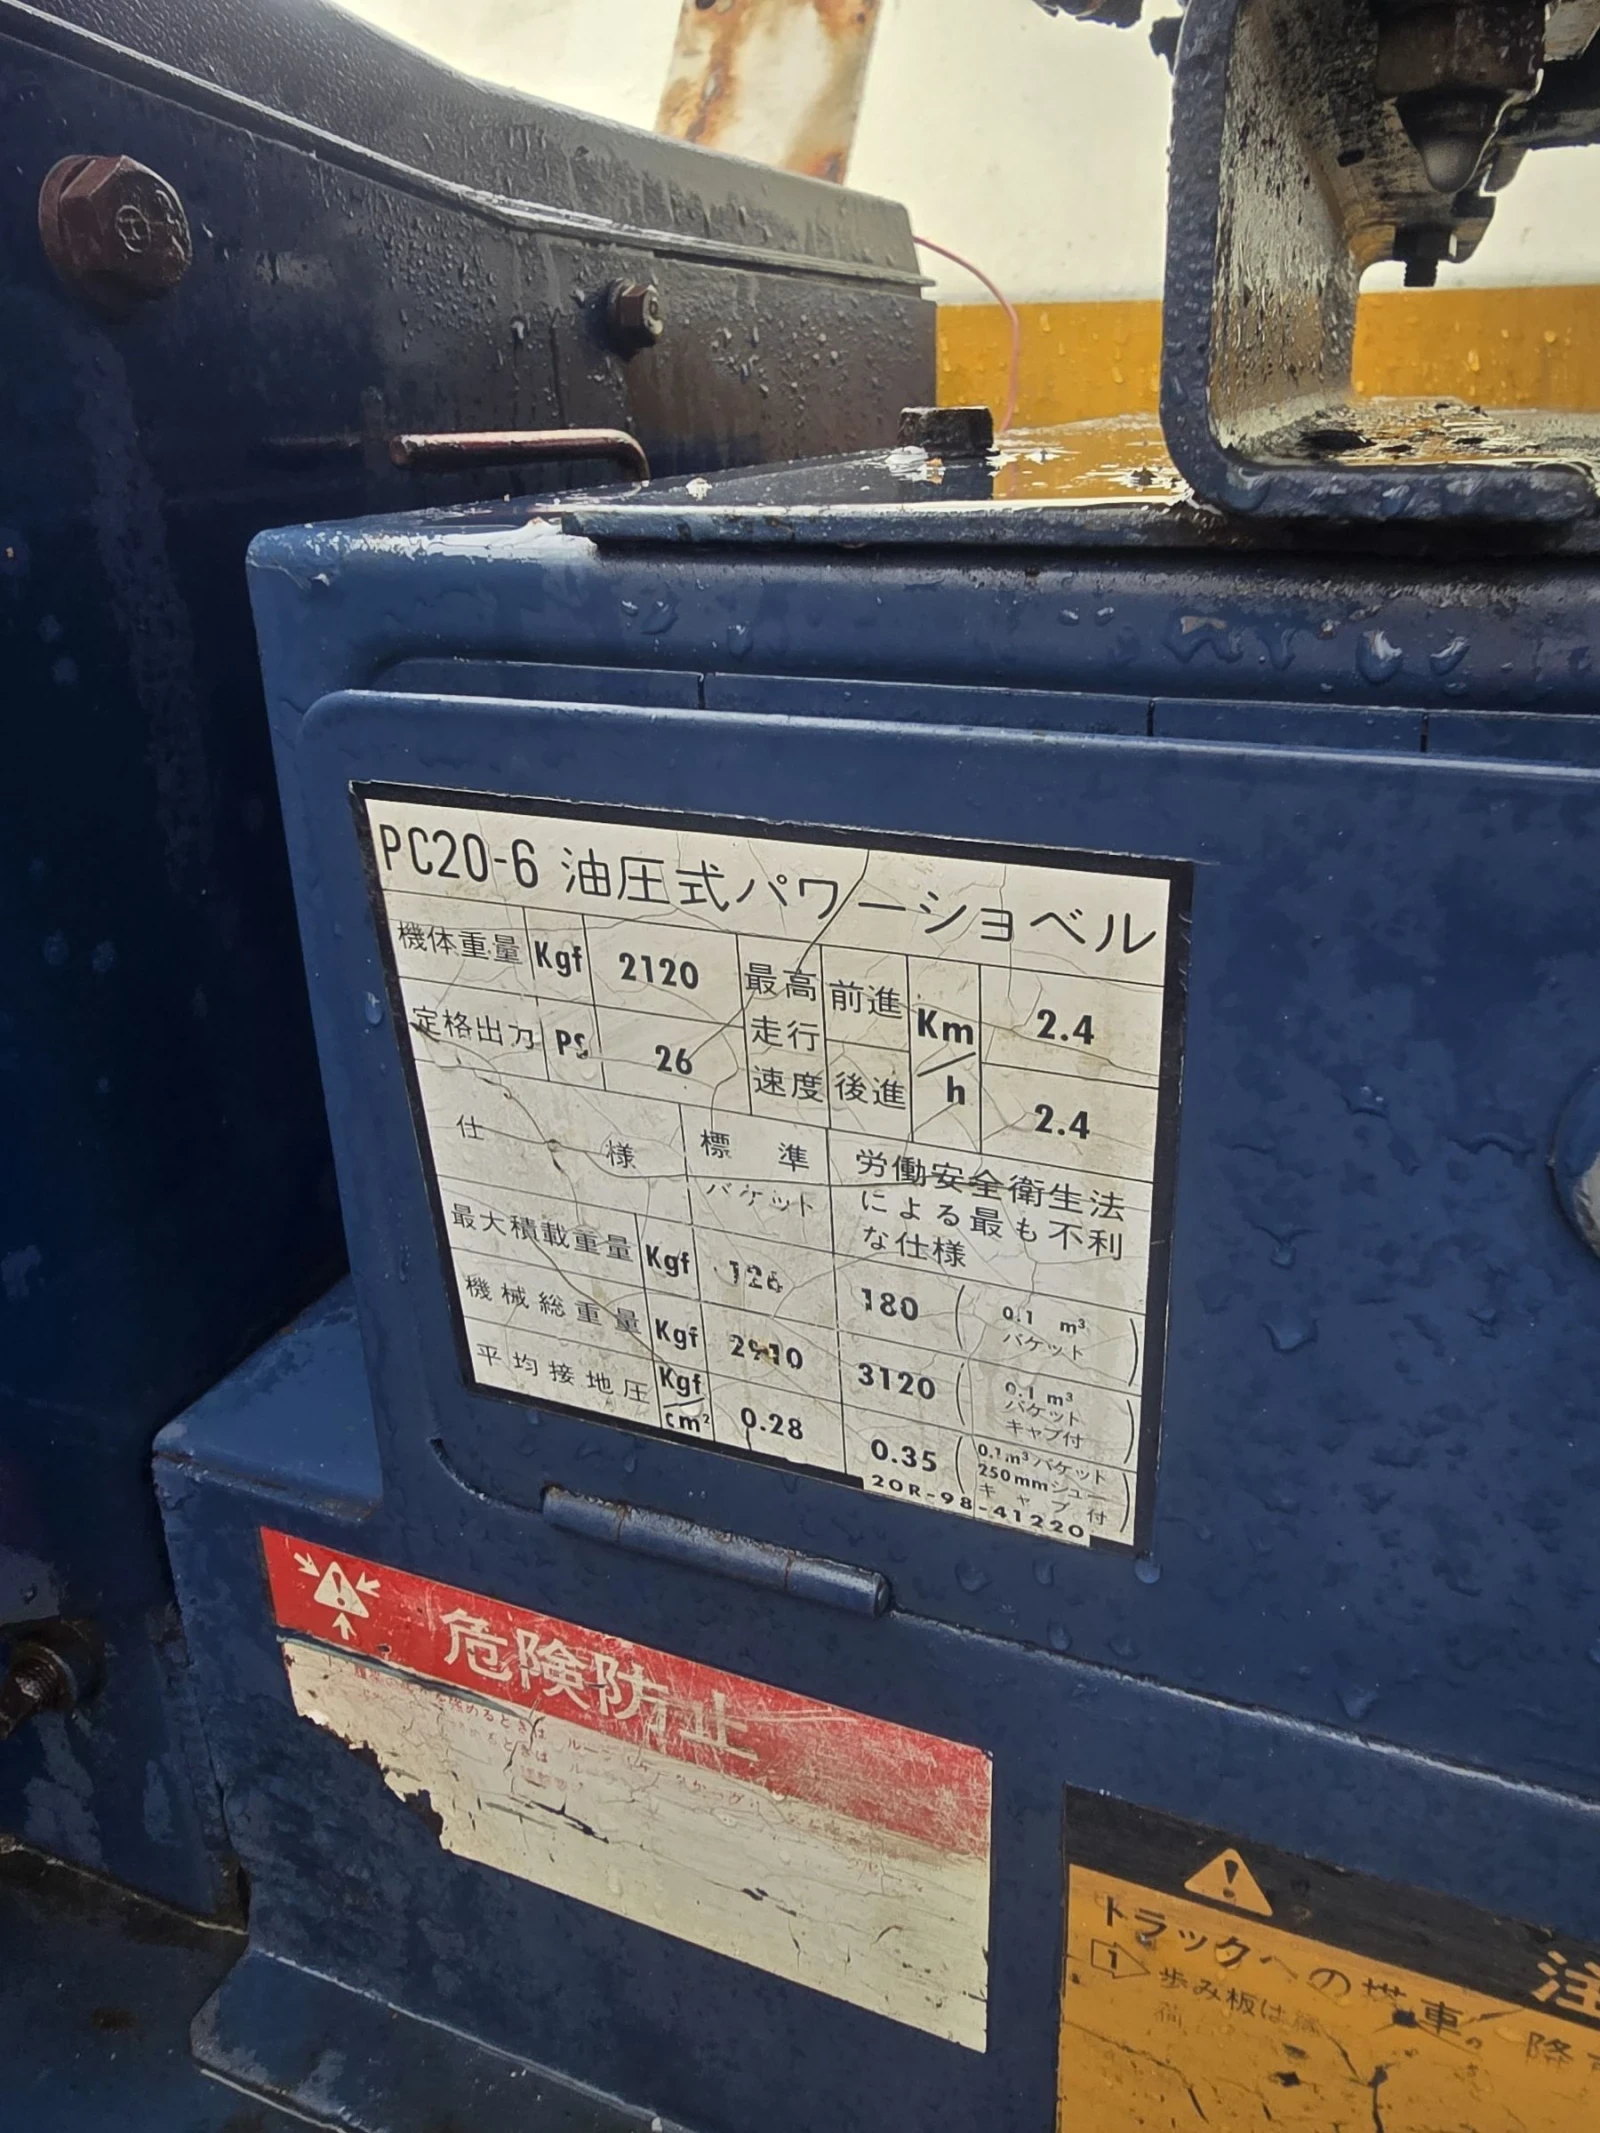 PC20-6 油圧式パワーショベル
機体重量 Kgf 2120
定格出力 PS 26
最高走行速度 Km/h
前進 2.4
後進 2.4
仕様 標準バケット
労働安全衛生法
による最も不利
な仕様
最大積載重量 Kgf 126 180 (0.1 m³ バケット)
機械総重量 Kgf 2910 3120 (0.1 m³ バケット キャブ付)
平均接地圧 Kgf/cm² 0.28 0.35 (0.1m³バケット 250mmシュー キャブ付)
20R-98-41220
危険防止
トラックへの搭車
1 歩み板は